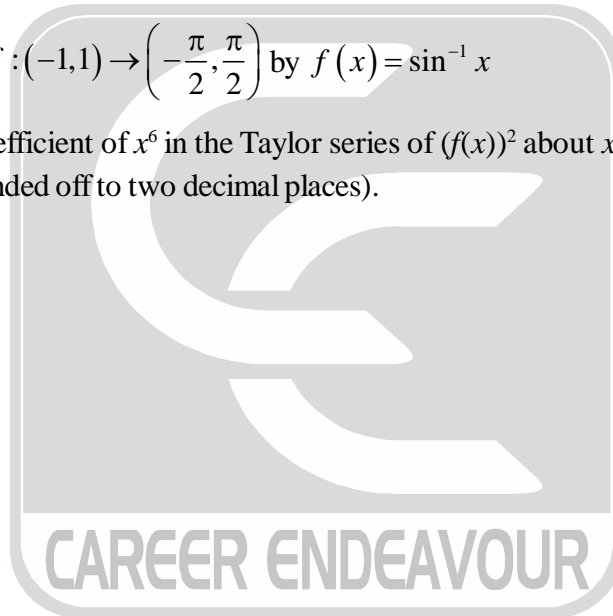 : (−1,1) → (−π/2, π/2) by f(x) = sin⁻¹ x
efficient of x⁶ in the Taylor series of (f(x))² about x
nded off to two decimal places).
CAREER ENDEAVOUR